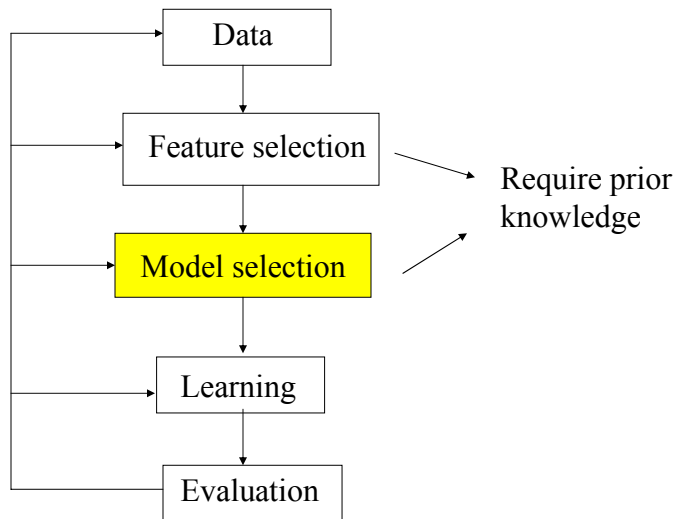 Data
Feature selection
Require prior
knowledge
Model selection
Learning
Evaluation